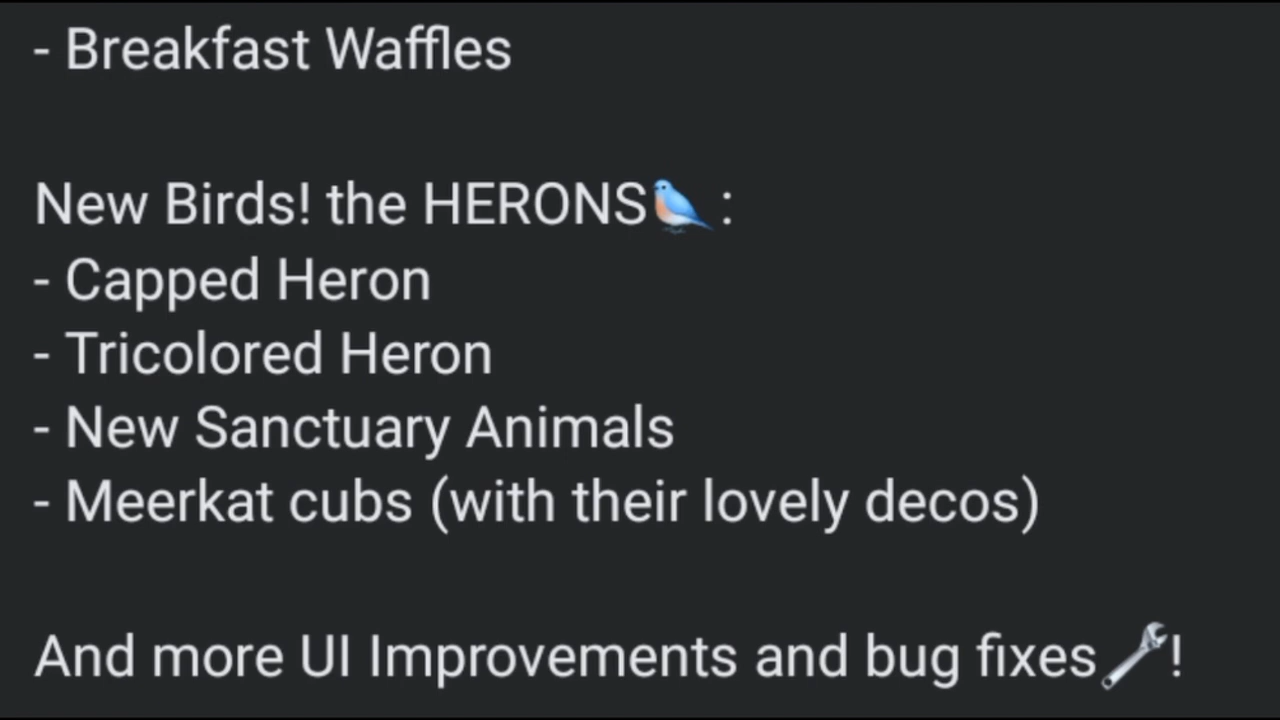 - Breakfast Waffles
New Birds! the HERONS🐦 :
- Capped Heron
- Tricolored Heron
- New Sanctuary Animals
- Meerkat cubs (with their lovely decos)
And more UI Improvements and bug fixes🔧!